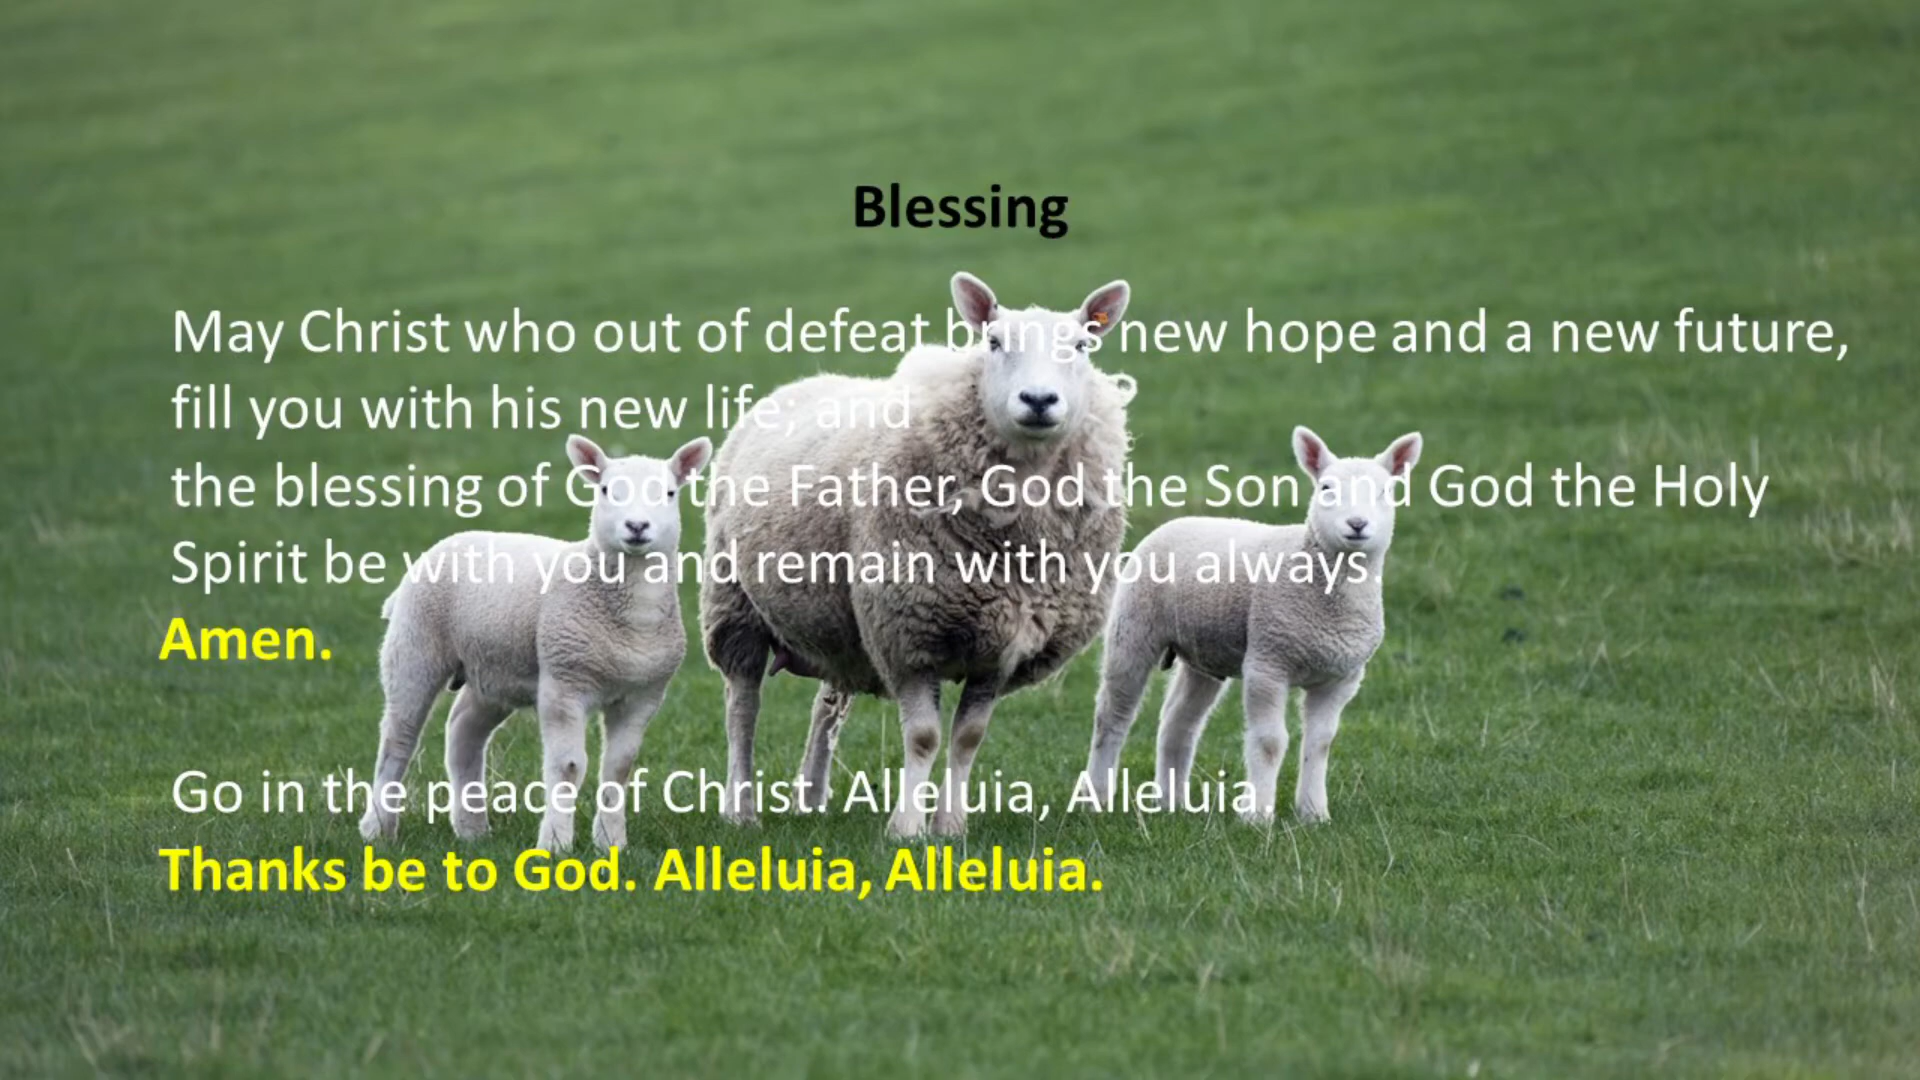 Blessing
May Christ who out of defeat brings new hope and a new future,
fill you with his new life; and
the blessing of God the Father, God the Son and God the Holy
Spirit be with you and remain with you always.
Amen.
Go in the peace of Christ. Alleluia, Alleluia.
Thanks be to God. Alleluia, Alleluia.